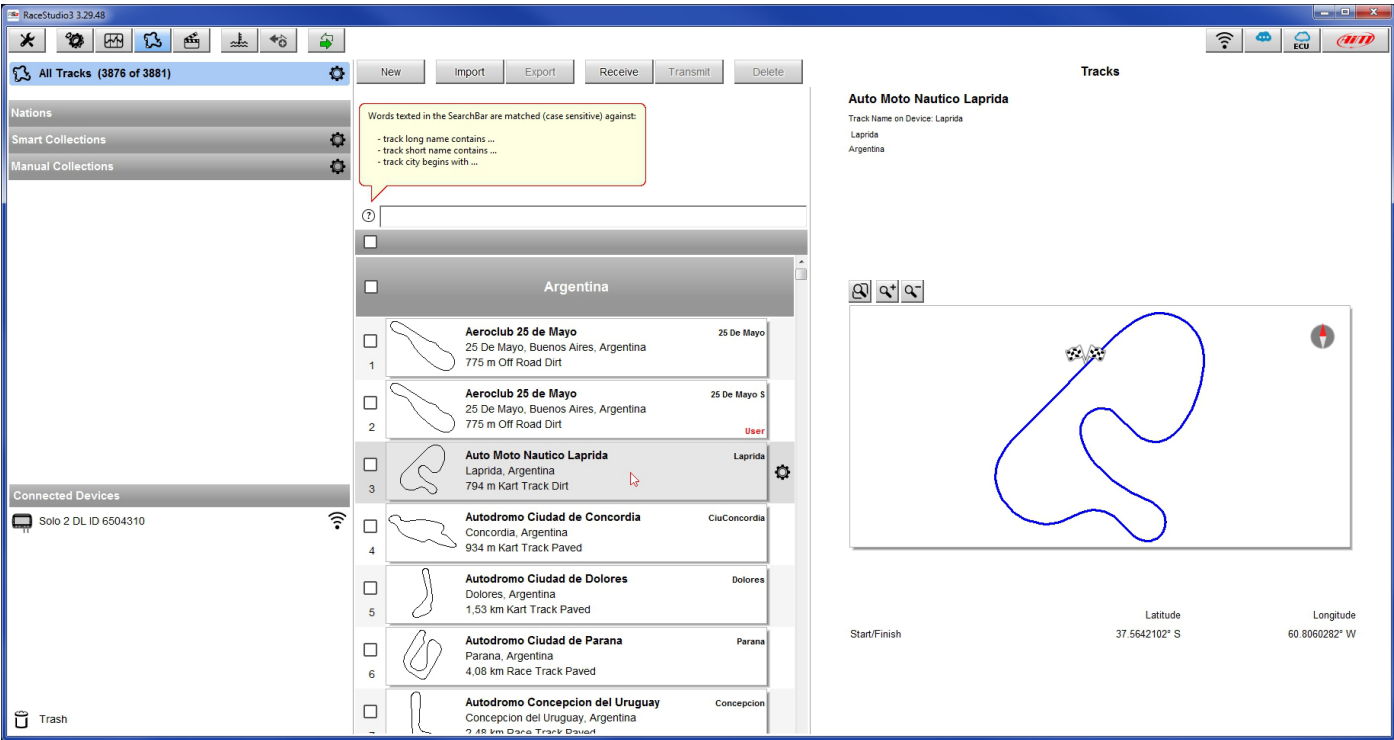 RaceStudio3 3.29.48
ECU
AiM
All Tracks (3876 of 3881)
Nations
Smart Collections
Manual Collections
Connected Devices
Solo 2 DL ID 6504310
Trash
New Import Export Receive Transmit Delete
Words texted in the SearchBar are matched (case sensitive) against:
- track long name contains ...
- track short name contains ...
- track city begins with ...
?
Argentina
Aeroclub 25 de Mayo 25 De Mayo
25 De Mayo, Buenos Aires, Argentina
775 m Off Road Dirt
1
Aeroclub 25 de Mayo 25 De Mayo S
25 De Mayo, Buenos Aires, Argentina
775 m Off Road Dirt
User
2
Auto Moto Nautico Laprida Laprida
Laprida, Argentina
794 m Kart Track Dirt
3
Autodromo Ciudad de Concordia CiuConcordia
Concordia, Argentina
934 m Kart Track Paved
4
Autodromo Ciudad de Dolores Dolores
Dolores, Argentina
1,53 km Kart Track Paved
5
Autodromo Ciudad de Parana Parana
Parana, Argentina
4,08 km Race Track Paved
6
Autodromo Concepcion del Uruguay Concepcion
Concepcion del Uruguay, Argentina
2,48 km Race Track Paved
Tracks
Auto Moto Nautico Laprida
Track Name on Device: Laprida
Laprida
Argentina
Latitude Longitude
Start/Finish 37.5642102° S 60.8060282° W